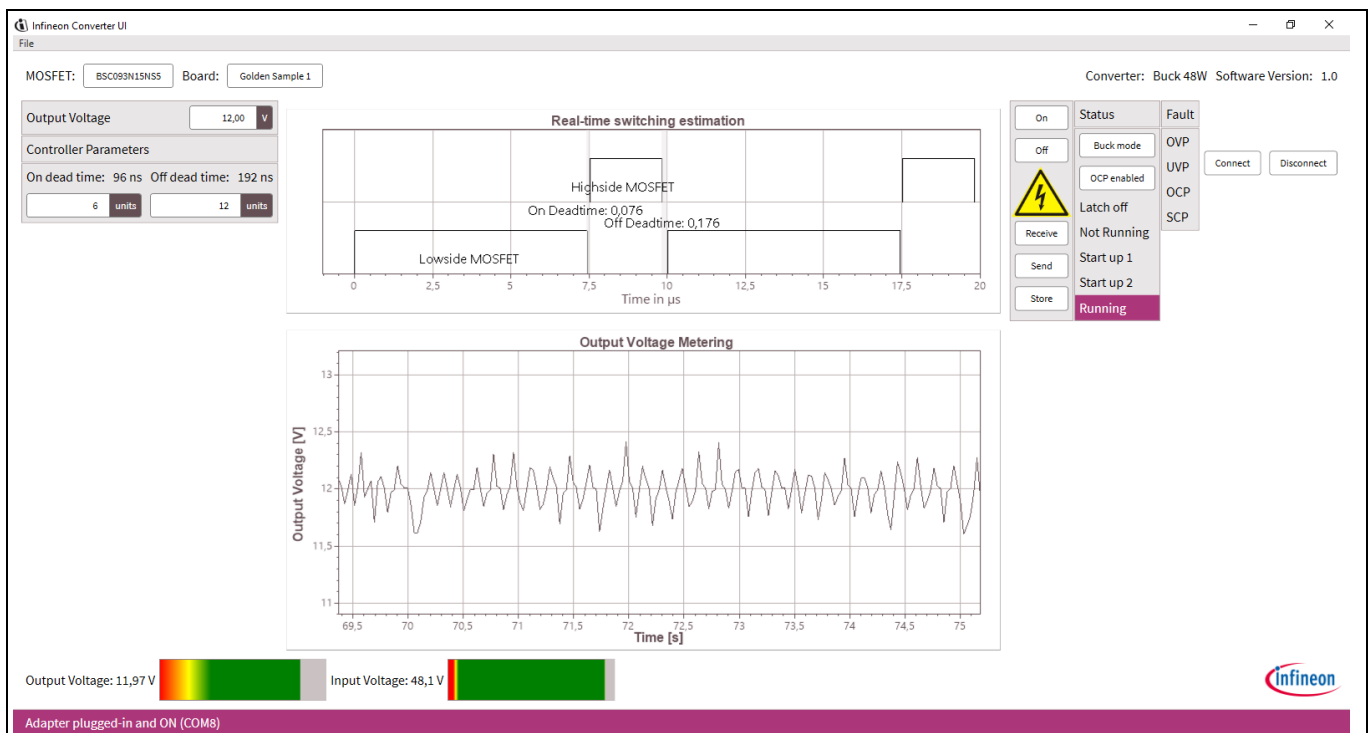 Infineon Converter UI
File
MOSFET: BSC093N15NS5 Board: Golden Sample 1
Converter: Buck 48W Software Version: 1.0
Output Voltage 12,00 V
Controller Parameters
On dead time: 96 ns Off dead time: 192 ns
6 units 12 units
Real-time switching estimation
Highside MOSFET
On Deadtime: 0,076
Off Deadtime: 0,176
Lowside MOSFET
0 2,5 5 7,5 10 12,5 15 17,5 20
Time in µs
On
Off
Receive
Send
Store
Status
Buck mode
OCP enabled
Latch off
Not Running
Start up 1
Start up 2
Running
Fault
OVP
UVP
OCP
SCP
Connect Disconnect
Output Voltage Metering
Output Voltage [V]
13
12,5
12
11,5
11
69,5 70 70,5 71 71,5 72 72,5 73 73,5 74 74,5 75
Time [s]
Output Voltage: 11,97 V
Input Voltage: 48,1 V
infineon
Adapter plugged-in and ON (COM8)